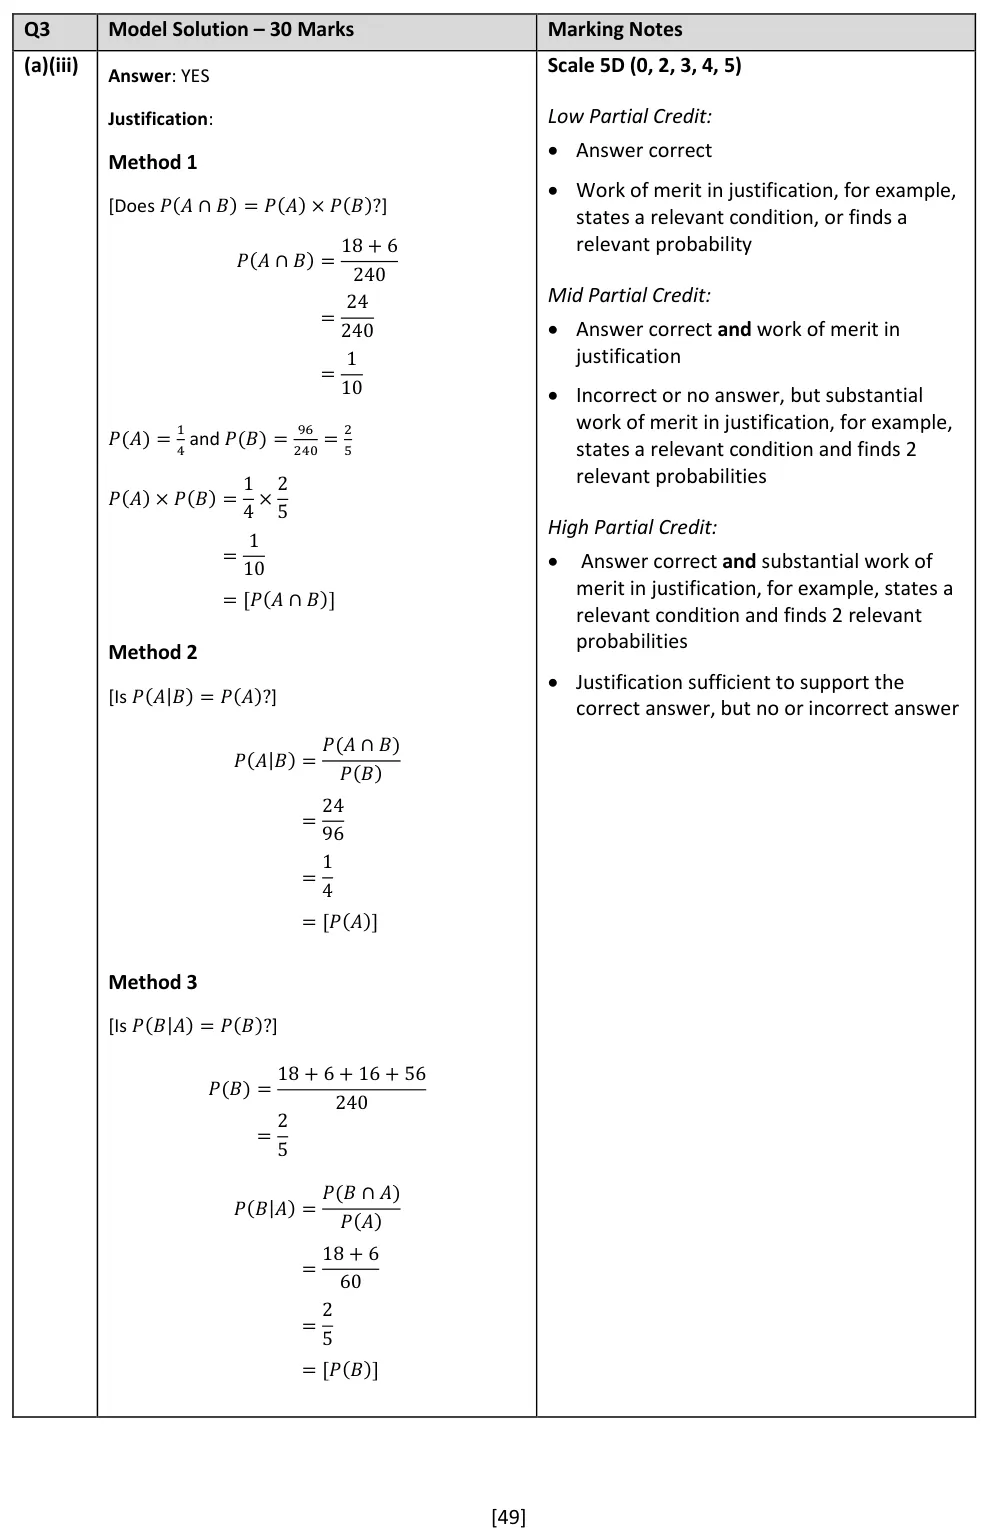 Q3 Model Solution – 30 Marks Marking Notes
(a)(iii)
Answer: YES
Justification:
Method 1
[Does P(A ∩ B) = P(A) × P(B)?]
P(A ∩ B) = (18 + 6)/240
= 24/240
= 1/10
P(A) = 1/4 and P(B) = 96/240 = 2/5
P(A) × P(B) = 1/4 × 2/5
= 1/10
= [P(A ∩ B)]
Method 2
[Is P(A|B) = P(A)?]
P(A|B) = P(A ∩ B)/P(B)
= 24/96
= 1/4
= [P(A)]
Method 3
[Is P(B|A) = P(B)?]
P(B) = (18 + 6 + 16 + 56)/240
= 2/5
P(B|A) = P(B ∩ A)/P(A)
= (18 + 6)/60
= 2/5
= [P(B)]
Scale 5D (0, 2, 3, 4, 5)
Low Partial Credit:
• Answer correct
• Work of merit in justification, for example,
states a relevant condition, or finds a
relevant probability
Mid Partial Credit:
• Answer correct and work of merit in
justification
• Incorrect or no answer, but substantial
work of merit in justification, for example,
states a relevant condition and finds 2
relevant probabilities
High Partial Credit:
• Answer correct and substantial work of
merit in justification, for example, states a
relevant condition and finds 2 relevant
probabilities
• Justification sufficient to support the
correct answer, but no or incorrect answer
[49]